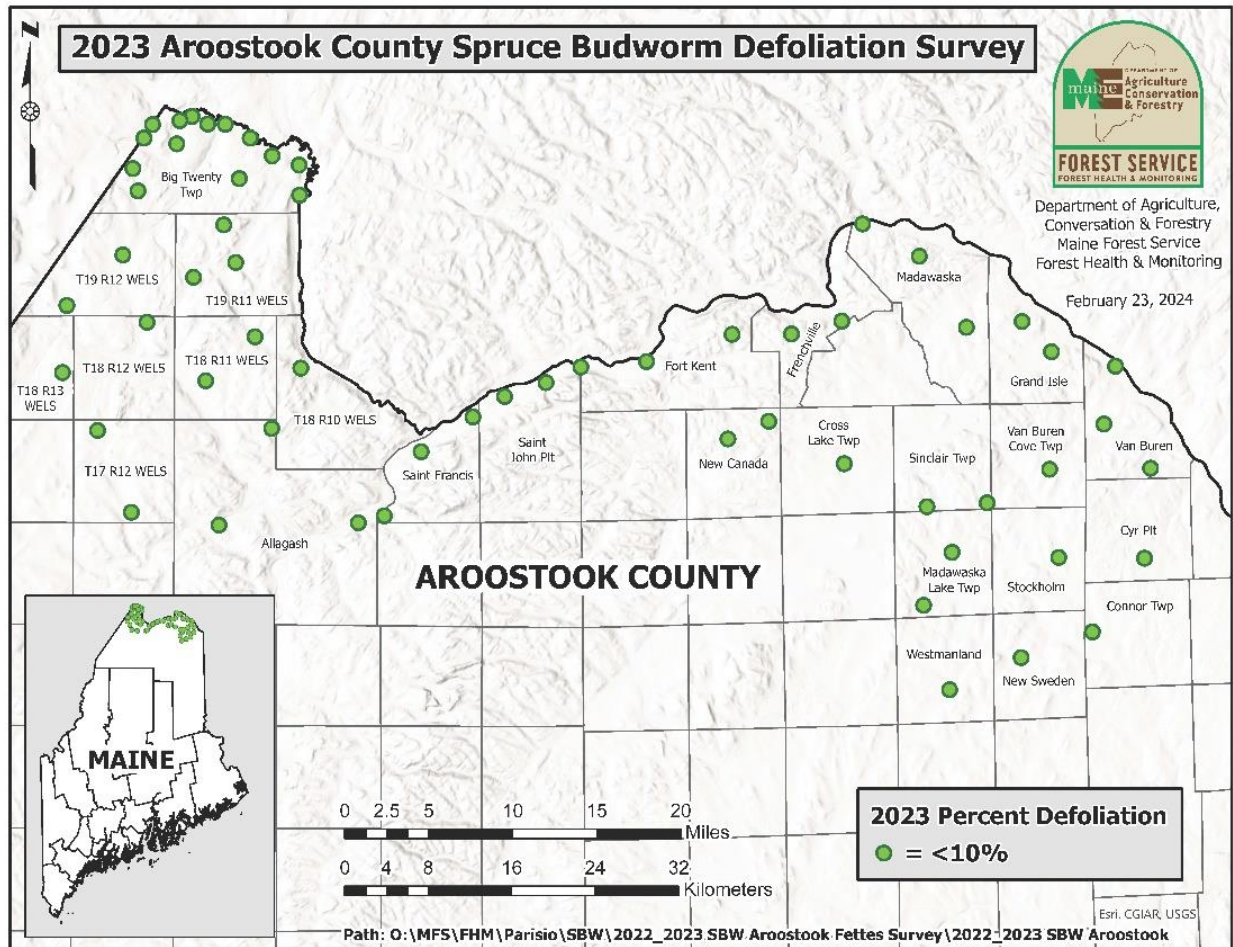 N
2023 Aroostook County Spruce Budworm Defoliation Survey
DEPARTMENT OF
maine
Agriculture
Conservation
& Forestry
FOREST SERVICE
FOREST HEALTH & MONITORING
Department of Agriculture,
Conversation & Forestry
Maine Forest Service
Forest Health & Monitoring
February 23, 2024
Big Twenty
Twp
T19 R12 WELS
T19 R11 WELS
T18 R13
WELS
T18 R12 WELS
T18 R11 WELS
T18 R10 WELS
T17 R12 WELS
Allagash
Saint Francis
Saint
John Plt
Fort Kent
Frenchville
Madawaska
Grand Isle
New Canada
Cross
Lake Twp
Sinclair Twp
Van Buren
Cove Twp
Van Buren
Cyr Plt
Madawaska
Lake Twp
Stockholm
Connor Twp
Westmanland
New Sweden
AROOSTOOK COUNTY
MAINE
0 2.5 5 10 15 20
Miles
0 4 8 16 24 32
Kilometers
2023 Percent Defoliation
= <10%
Esri, CGIAR, USGS
Path: O:\MFS\FHM\Parisio\SBW\2022_2023 SBW Aroostook Fettes Survey\2022_2023 SBW Aroostook